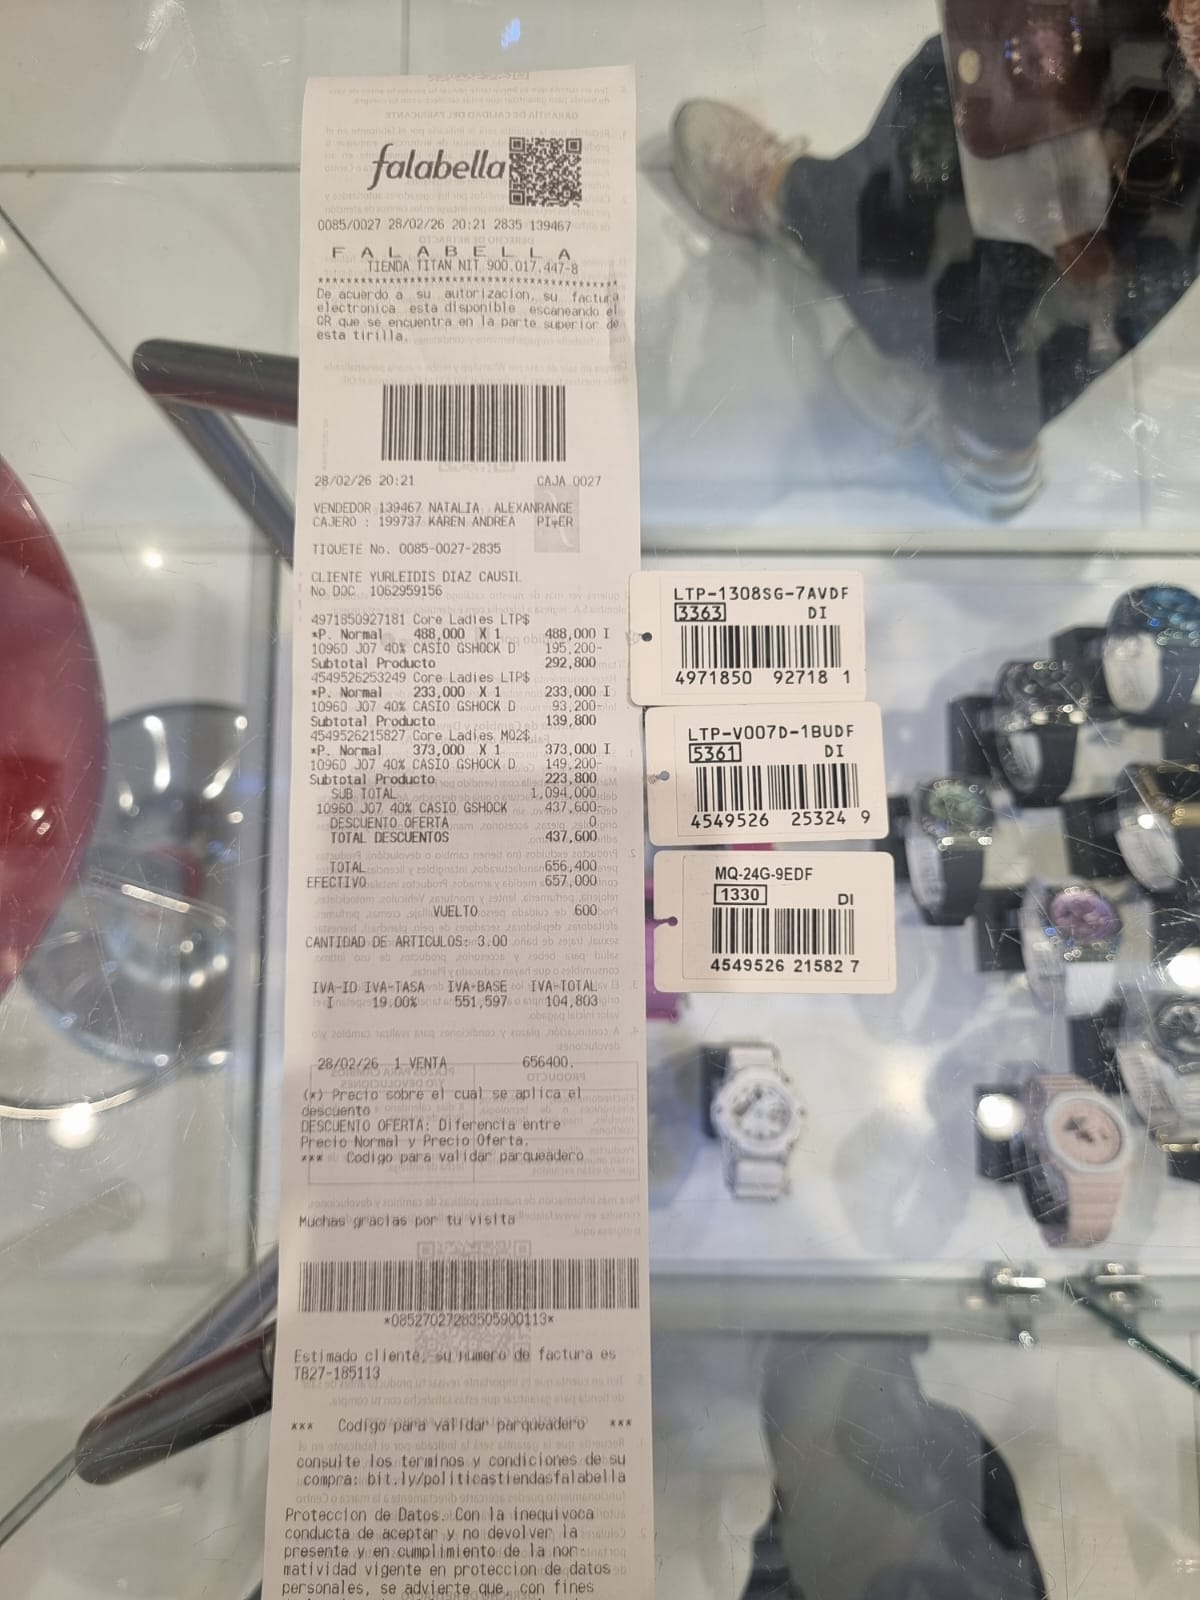 falabella
0085/0027 28/02/26 20:21 2835 139467
F A L A B E L L A
TIENDA TITAN NIT 900.017.447-8
De acuerdo a su autorizacion, su factura
electronica esta disponible escaneando el
QR que se encuentra en la parte superior de
esta tirilla.
28/02/26 20:21 CAJA 0027
VENDEDOR 139467 NATALIA ALEXANRANGE
CAJERO : 199737 KAREN ANDREA
TIQUETE No. 0085-0027-2835
CLIENTE YURLEIDIS DIAZ CAUSIL
No DOC 1062959156
4971850927181 Core Ladies LTP$
*P. Normal 488,000 X 1 488,000 I
10960 J07 40% CASIO GSHOCK D 195,200-
Subtotal Producto 292,800
4549526253249 Core Ladies LTP$
*P. Normal 233,000 X 1 233,000 I
10960 J07 40% CASIO GSHOCK D 93,200-
Subtotal Producto 139,800
4549526215827 Core Ladies MQ2$
*P. Normal 373,000 X 1 373,000 I
10960 J07 40% CASIO GSHOCK D 149,200-
Subtotal Producto 223,800
SUB TOTAL 1,094,000
10960 J07 40% CASIO GSHOCK 437,600-
DESCUENTO OFERTA 0
TOTAL DESCUENTOS 437,600
TOTAL 656,400
EFECTIVO 657,000
VUELTO 600
CANTIDAD DE ARTICULOS: 3.00
IVA-ID IVA-TASA IVA-BASE IVA-TOTAL
I 19.00% 551,597 104,803
28/02/26 1 VENTA 656400.
(*) Precio sobre el cual se aplica el
descuento
DESCUENTO OFERTA: Diferencia entre
Precio Normal y Precio Oferta.
*** Codigo para validar parqueadero
Muchas gracias por tu visita
Estimado cliente, su numero de factura es
TB27-185113
*** Codigo para validar parqueadero ***
consulte los terminos y condiciones de su
compra: bit.ly/politicastiendasfalabella
Proteccion de Datos. Con la inequivoca
conducta de aceptar y no devolver la
presente y en cumplimiento de la nor-
matividad vigente en proteccion de datos
personales, se advierte que, con fines
LTP-1308SG-7AVDF
3363 DI
4971850 92718 1
LTP-V007D-1BUDF
5361 DI
4549526 25324 9
MQ-24G-9EDF
1330 DI
4549526 21582 7